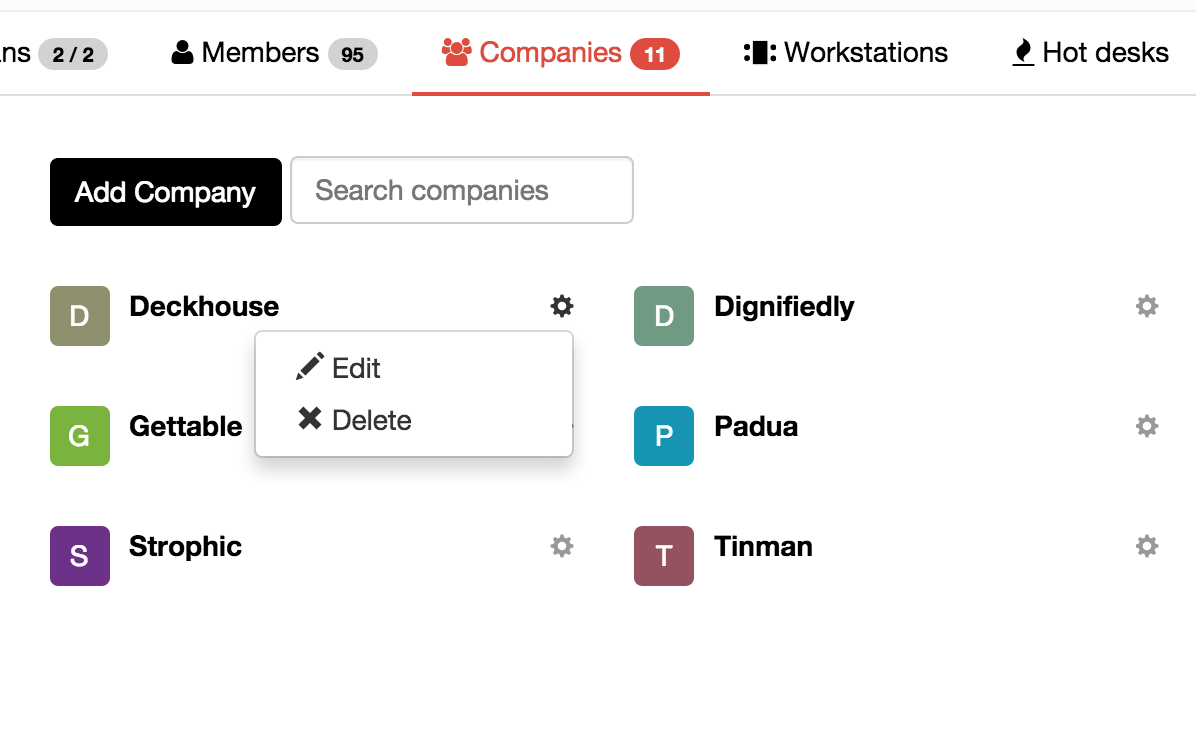 ns 2 / 2 Members 95 Companies 11 Workstations Hot desks
Add Company Search companies
D Deckhouse D Dignifiedly
Edit
Delete
G Gettable P Padua
S Strophic T Tinman